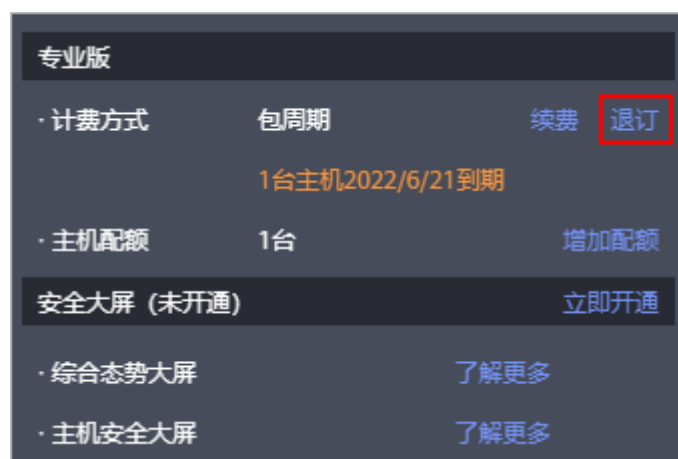 专业版
·计费方式 包周期 续费 退订
1台主机2022/6/21到期
·主机配额 1台 增加配额
安全大屏（未开通) 立即开通
·综合态势大屏 了解更多
·主机安全大屏 了解更多